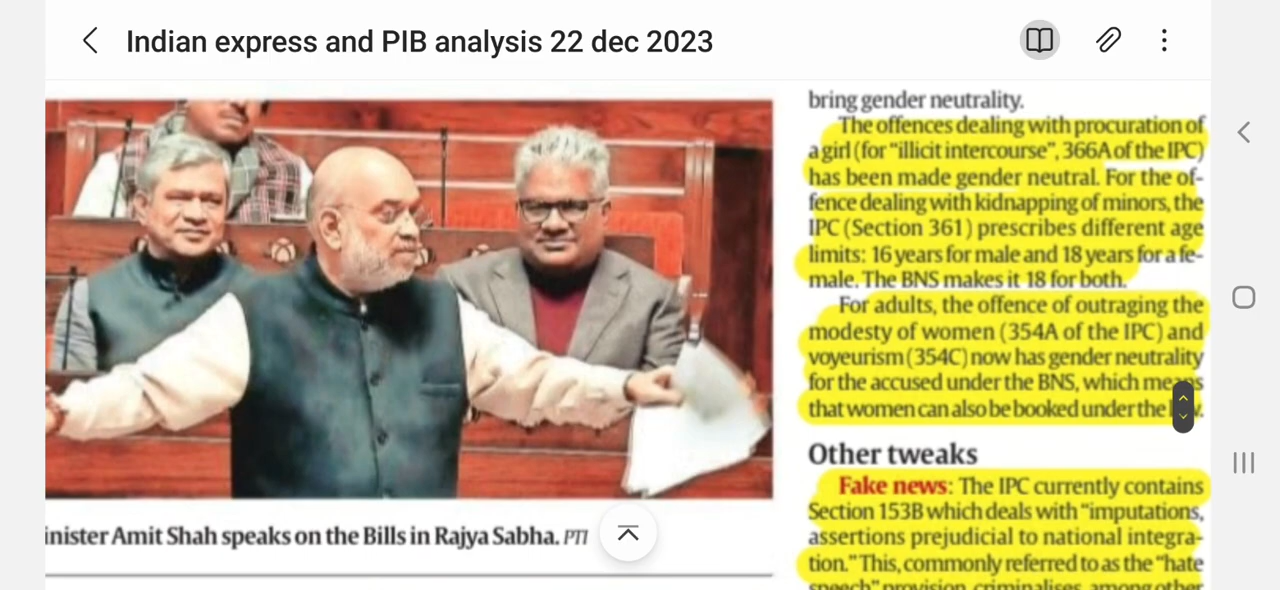 Indian express and PIB analysis 22 dec 2023
inister Amit Shah speaks on the Bills in Rajya Sabha. PTI
bring gender neutrality.
The offences dealing with procuration of
a girl (for “illicit intercourse”, 366A of the IPC)
has been made gender neutral. For the of-
fence dealing with kidnapping of minors, the
IPC (Section 361) prescribes different age
limits: 16 years for male and 18 years for a fe-
male. The BNS makes it 18 for both.
For adults, the offence of outraging the
modesty of women (354A of the IPC) and
voyeurism (354C) now has gender neutrality
for the accused under the BNS, which means
that women can also be booked under the
Other tweaks
Fake news: The IPC currently contains
Section 153B which deals with “imputations,
assertions prejudicial to national integra-
tion.” This, commonly referred to as the “hate
speech” provision, criminalises, among other